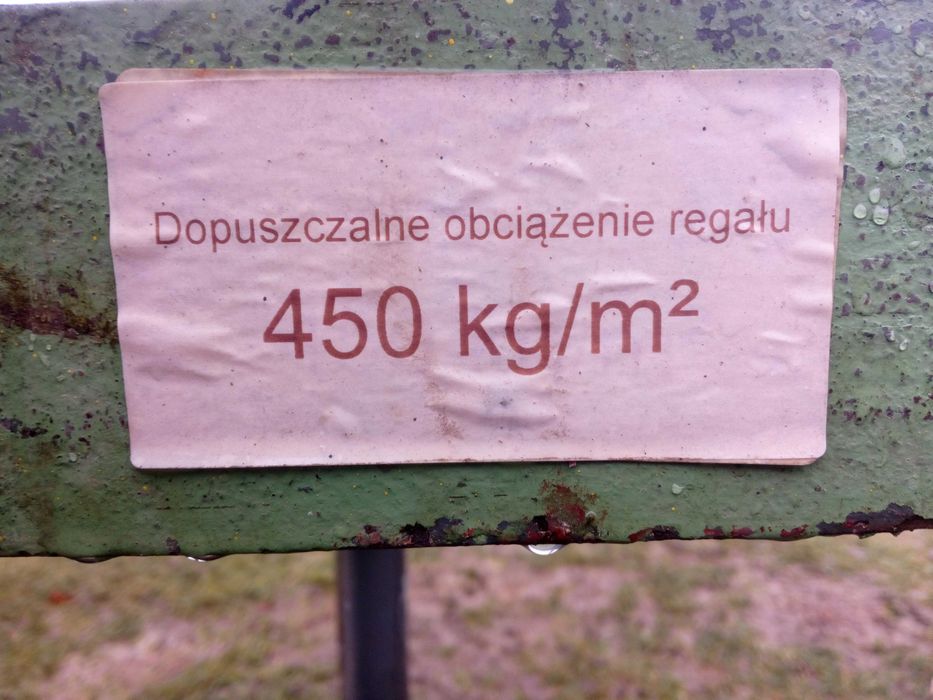 Dopuszczalne obciążenie regału
450 kg/m²